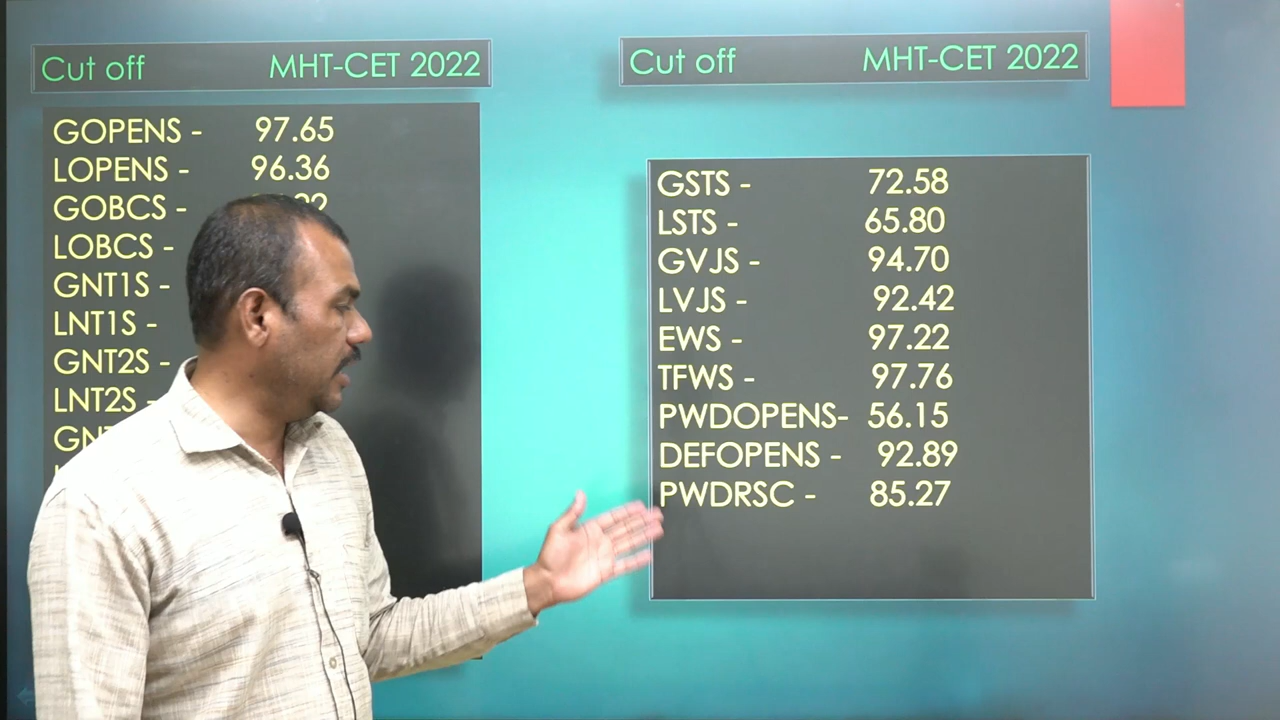 Cut off MHT-CET 2022
GOPENS - 97.65
LOPENS - 96.36
GOBCS -
LOBCS -
GNT1S -
LNT1S -
GNT2S -
LNT2S -
Cut off MHT-CET 2022
GSTS - 72.58
LSTS - 65.80
GVJS - 94.70
LVJS - 92.42
EWS - 97.22
TFWS - 97.76
PWDOPENS- 56.15
DEFOPENS - 92.89
PWDRSC - 85.27